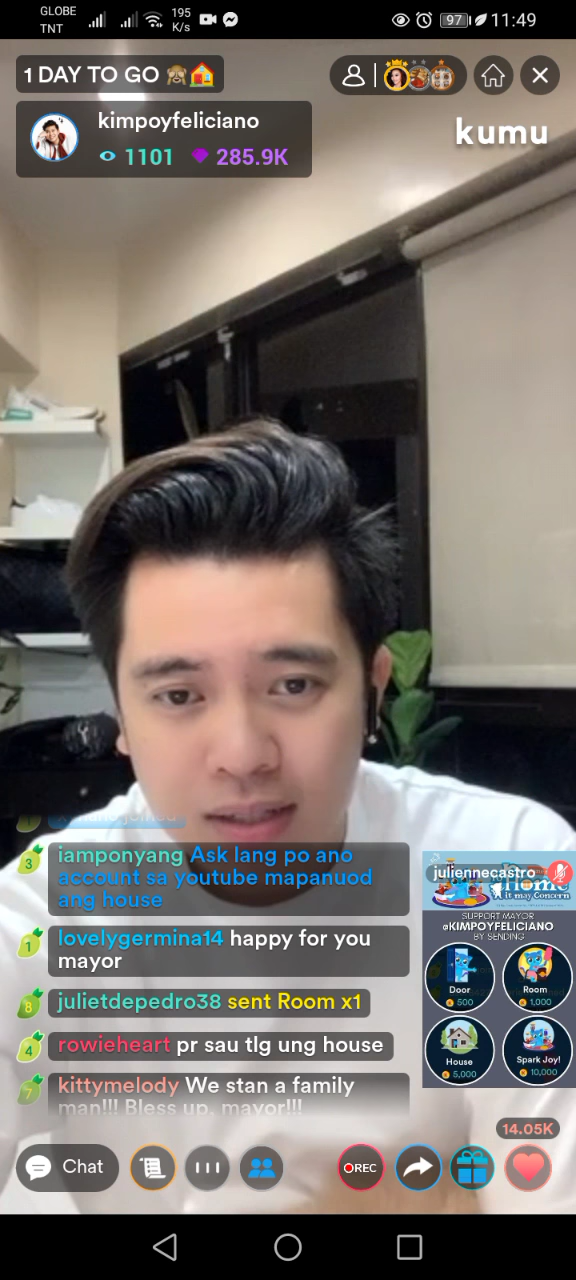 GLOBE
TNT
195
K/s
97
11:49
1 DAY TO GO 🙈🏠
kimpoyfeliciano
1101 285.9K
kumu
3 iamponyang Ask lang po ano
account sa youtube mapanuod
ang house
1 lovelygermina14 happy for you
mayor
8 julietdepedro38 sent Room x1
4 rowieheart pr sau tlg ung house
7 kittymelody We stan a family
man!!! Bless up, mayor!!!
juliennecastro
Home
it may Concern
SUPPORT MAYOR
@KIMPOYFELICIANO
BY SENDING
Door
500
Room
1,000
House
5,000
Spark Joy!
10,000
14.05K
Chat
REC